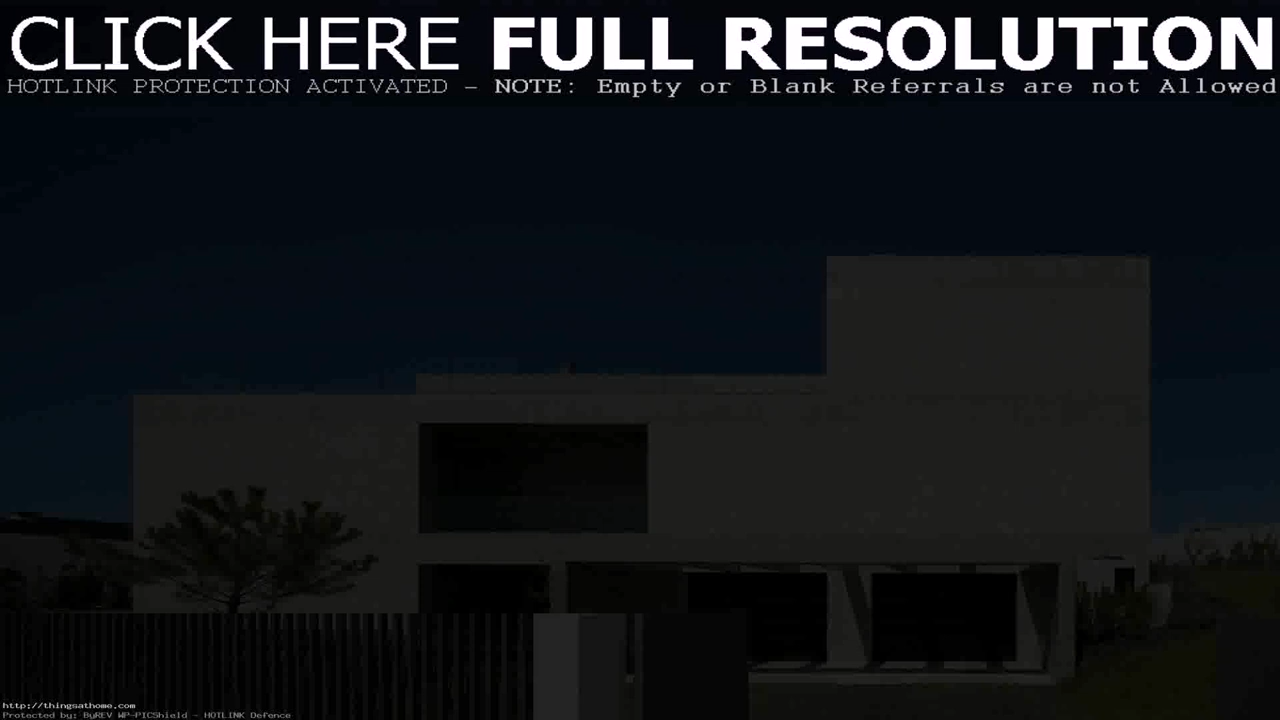 CLICK HERE FULL RESOLUTION
HOTLINK PROTECTION ACTIVATED - NOTE: Empty or Blank Referrals are not Allowed
http://thingsathome.com
Protected by: ByREV WP-PICShield - HOTLINK Defence